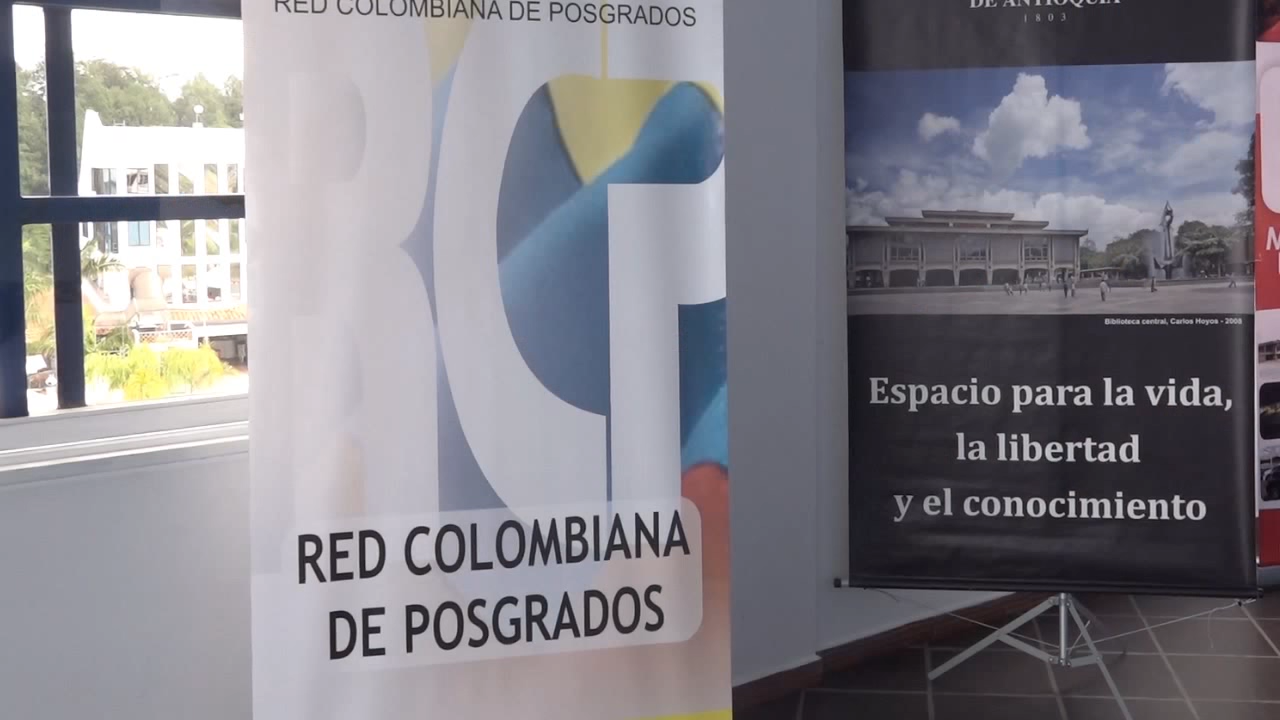 RED COLOMBIANA DE POSGRADOS
RCP
RED COLOMBIANA
DE POSGRADOS
DE ANTIOQUIA
1803
Biblioteca central, Carlos Hoyos - 2008
Espacio para la vida,
la libertad
y el conocimiento
M